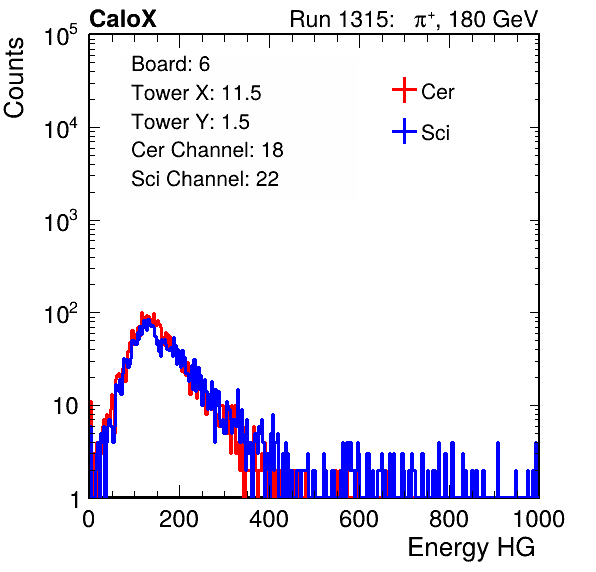 CaloX Run 1315: π⁺, 180 GeV
Counts
10⁵
10⁴
10³
10²
10
1
Board: 6
Tower X: 11.5
Tower Y: 1.5
Cer Channel: 18
Sci Channel: 22
Cer
Sci
0 200 400 600 800 1000
Energy HG